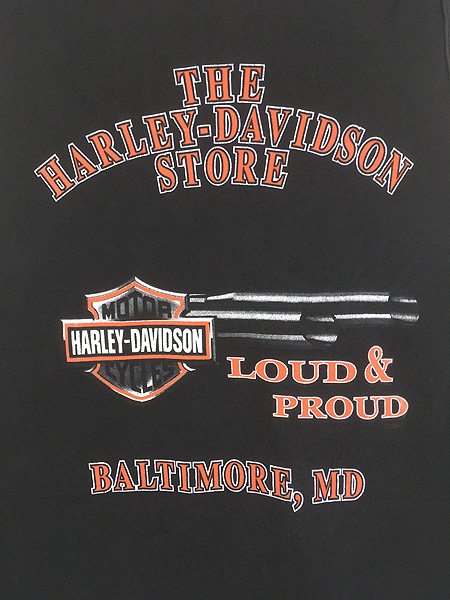 THE
HARLEY-DAVIDSON
STORE
MOTOR
HARLEY-DAVIDSON
CYCLES
LOUD &
PROUD
BALTIMORE, MD